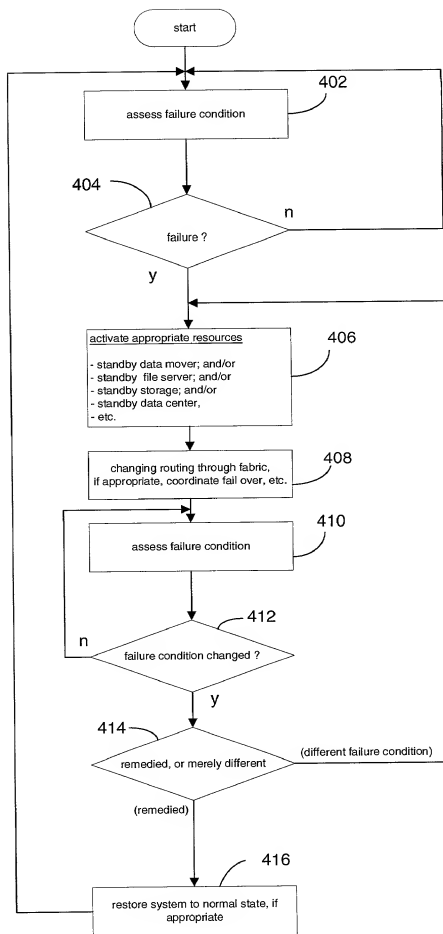 start
402
assess failure condition
404
failure ?
n
y
activate appropriate resources
- standby data mover; and/or
- standby file server; and/or
- standby storage; and/or
- standby data center,
- etc.
406
changing routing through fabric,
if appropriate, coordinate fail over, etc.
408
assess failure condition
410
412
n
failure condition changed ?
y
414
remedied, or merely different
(different failure condition)
(remedied)
416
restore system to normal state, if
appropriate